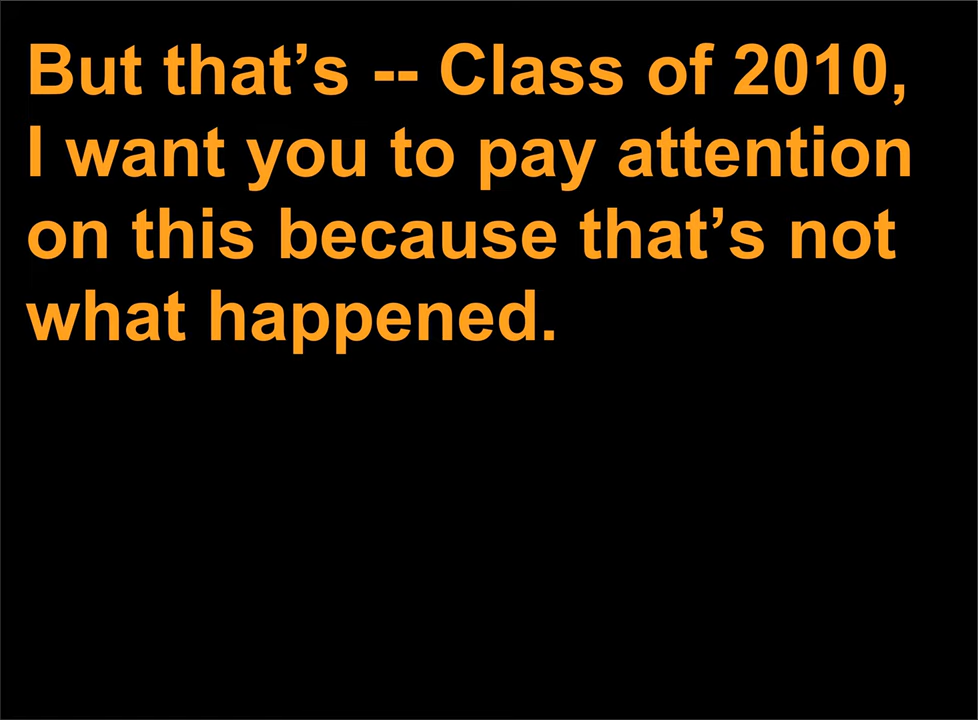 But that’s -- Class of 2010,
I want you to pay attention
on this because that’s not
what happened.